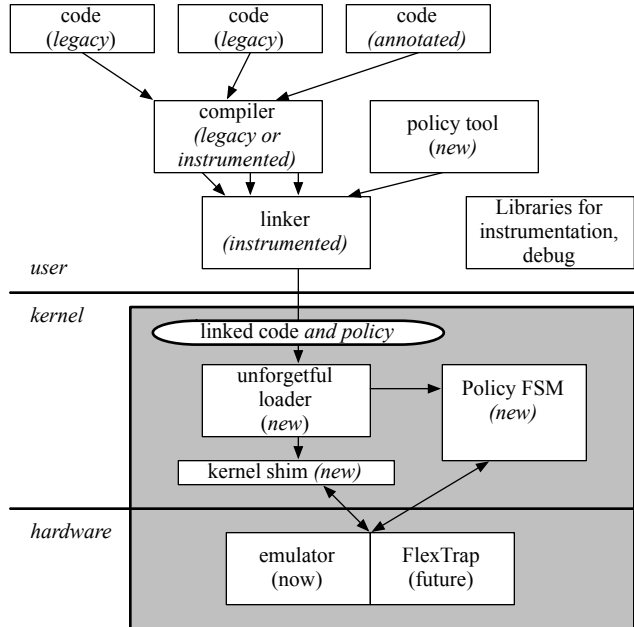 code
(legacy)
code
(legacy)
code
(annotated)
compiler
(legacy or
instrumented)
policy tool
(new)
linker
(instrumented)
Libraries for
instrumentation,
debug
user
kernel
linked code and policy
unforgetful
loader
(new)
Policy FSM
(new)
kernel shim (new)
hardware
emulator
(now)
FlexTrap
(future)